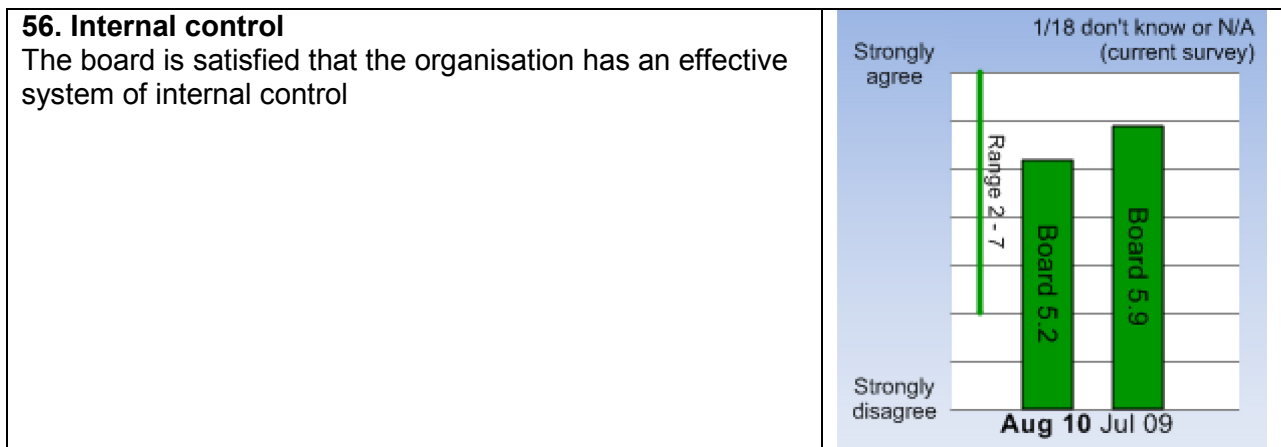 56. Internal control
The board is satisfied that the organisation has an effective
system of internal control
1/18 don't know or N/A
(current survey)
Strongly
agree
Range 2 - 7
Board 5.2
Board 5.9
Strongly
disagree
Aug 10 Jul 09